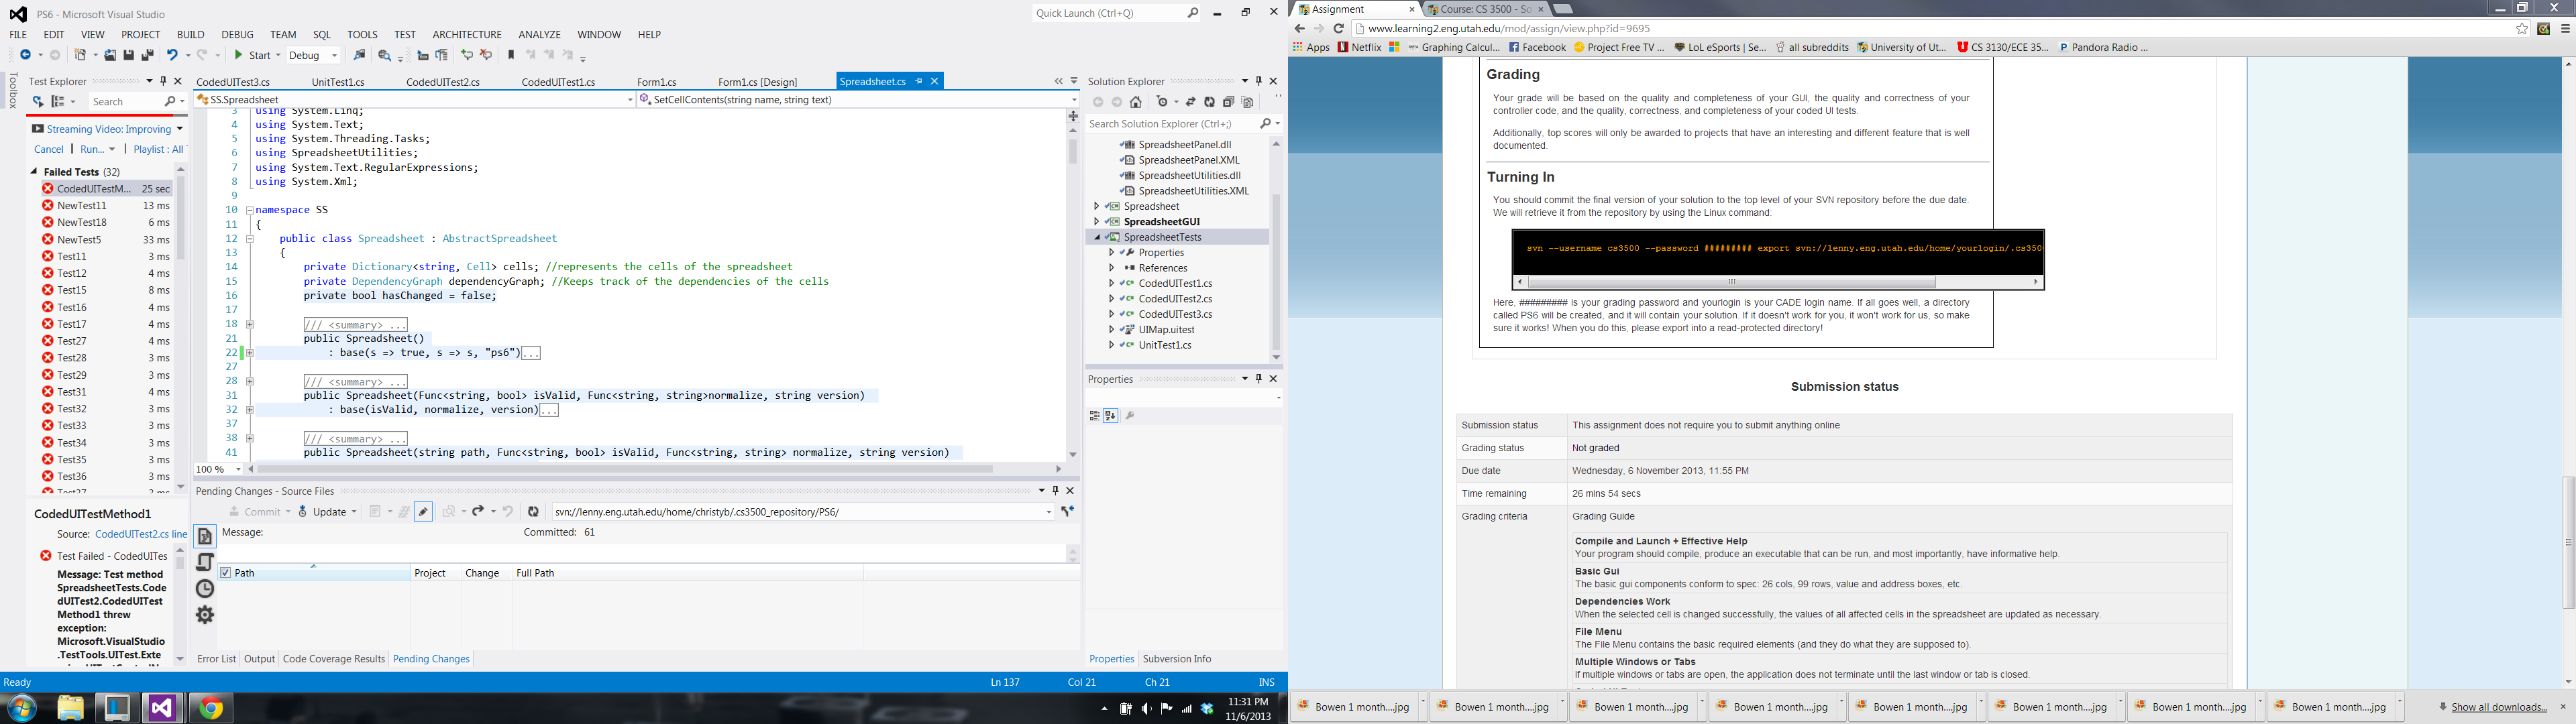 PS6 - Microsoft Visual Studio
Quick Launch (Ctrl+Q)
FILE EDIT VIEW PROJECT BUILD DEBUG TEAM SQL TOOLS TEST ARCHITECTURE ANALYZE WINDOW HELP
Start Debug
Toolbox
Test Explorer
Search
Streaming Video: Improving
Cancel | Run... | Playlist : All
Failed Tests (32)
CodedUITestM... 25 sec
NewTest11 13 ms
NewTest18 6 ms
NewTest5 33 ms
Test11 3 ms
Test12 4 ms
Test15 8 ms
Test16 4 ms
Test17 4 ms
Test27 4 ms
Test28 3 ms
Test29 3 ms
Test31 4 ms
Test32 3 ms
Test33 3 ms
Test34 3 ms
Test35 3 ms
Test36 3 ms
Test37 3 ms
CodedUITestMethod1
Source: CodedUITest2.cs line
Test Failed - CodedUITes
Message: Test method
SpreadsheetTests.Code
dUITest2.CodedUITest
Method1 threw
exception:
Microsoft.VisualStudio
.TestTools.UITest.Exte
CodedUITest3.cs UnitTest1.cs CodedUITest2.cs CodedUITest1.cs Form1.cs Form1.cs [Design] Spreadsheet.cs
SS.Spreadsheet SetCellContents(string name, string text)
3 using System.Linq;
4 using System.Text;
5 using System.Threading.Tasks;
6 using SpreadsheetUtilities;
7 using System.Text.RegularExpressions;
8 using System.Xml;
9
10 namespace SS
11 {
12 public class Spreadsheet : AbstractSpreadsheet
13 {
14 private Dictionary<string, Cell> cells; //represents the cells of the spreadsheet
15 private DependencyGraph dependencyGraph; //Keeps track of the dependencies of the cells
16 private bool hasChanged = false;
17
18 /// <summary> ...
21 public Spreadsheet()
22 : base(s => true, s => s, "ps6")...
27
28 /// <summary> ...
31 public Spreadsheet(Func<string, bool> isValid, Func<string, string>normalize, string version)
32 : base(isValid, normalize, version)...
37
38 /// <summary> ...
41 public Spreadsheet(string path, Func<string, bool> isValid, Func<string, string> normalize, string version)
100 %
Pending Changes - Source Files
Commit Update svn://lenny.eng.utah.edu/home/christyb/.cs3500_repository/PS6/
Message: Committed: 61
Path Project Change Full Path
Error List Output Code Coverage Results Pending Changes
Solution Explorer
Search Solution Explorer (Ctrl+;)
SpreadsheetPanel.dll
SpreadsheetPanel.XML
SpreadsheetUtilities.dll
SpreadsheetUtilities.XML
Spreadsheet
SpreadsheetGUI
SpreadsheetTests
Properties
References
CodedUITest1.cs
CodedUITest2.cs
CodedUITest3.cs
UIMap.uitest
UnitTest1.cs
Properties
Properties Subversion Info
Ready Ln 137 Col 21 Ch 21 INS
11:31 PM
11/6/2013
Assignment Course: CS 3500 - So
www.learning2.eng.utah.edu/mod/assign/view.php?id=9695
Apps Netflix Graphing Calcul... Facebook Project Free TV ... LoL eSports | Se... all subreddits University of Ut... CS 3130/ECE 35... Pandora Radio ...
Grading
Your grade will be based on the quality and completeness of your GUI, the quality and correctness of your
controller code, and the quality, correctness, and completeness of your coded UI tests.
Additionally, top scores will only be awarded to projects that have an interesting and different feature that is well
documented.
Turning In
You should commit the final version of your solution to the top level of your SVN repository before the due date.
We will retrieve it from the repository by using the Linux command:
svn --username cs3500 --password ######### export svn://lenny.eng.utah.edu/home/yourlogin/.cs350
Here, ######### is your grading password and yourlogin is your CADE login name. If all goes well, a directory
called PS6 will be created, and it will contain your solution. If it doesn't work for you, it won't work for us, so make
sure it works! When you do this, please export into a read-protected directory!
Submission status
Submission status This assignment does not require you to submit anything online
Grading status Not graded
Due date Wednesday, 6 November 2013, 11:55 PM
Time remaining 26 mins 54 secs
Grading criteria Grading Guide
Compile and Launch + Effective Help
Your program should compile, produce an executable that can be run, and most importantly, have informative help.
Basic Gui
The basic gui components conform to spec: 26 cols, 99 rows, value and address boxes, etc.
Dependencies Work
When the selected cell is changed successfully, the values of all affected cells in the spreadsheet are updated as necessary.
File Menu
The File Menu contains the basic required elements (and they do what they are supposed to).
Multiple Windows or Tabs
If multiple windows or tabs are open, the application does not terminate until the last window or tab is closed.
Bowen 1 month....jpg Bowen 1 month....jpg Bowen 1 month....jpg Bowen 1 month....jpg Bowen 1 month....jpg Bowen 1 month....jpg Bowen 1 month....jpg Bowen 1 month....jpg Show all downloads...